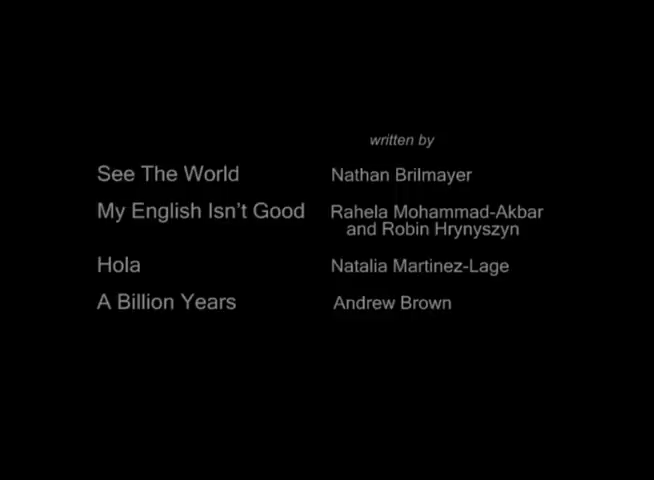 written by
See The World Nathan Brilmayer
My English Isn't Good Rahela Mohammad-Akbar
and Robin Hrynyszyn
Hola Natalia Martinez-Lage
A Billion Years Andrew Brown